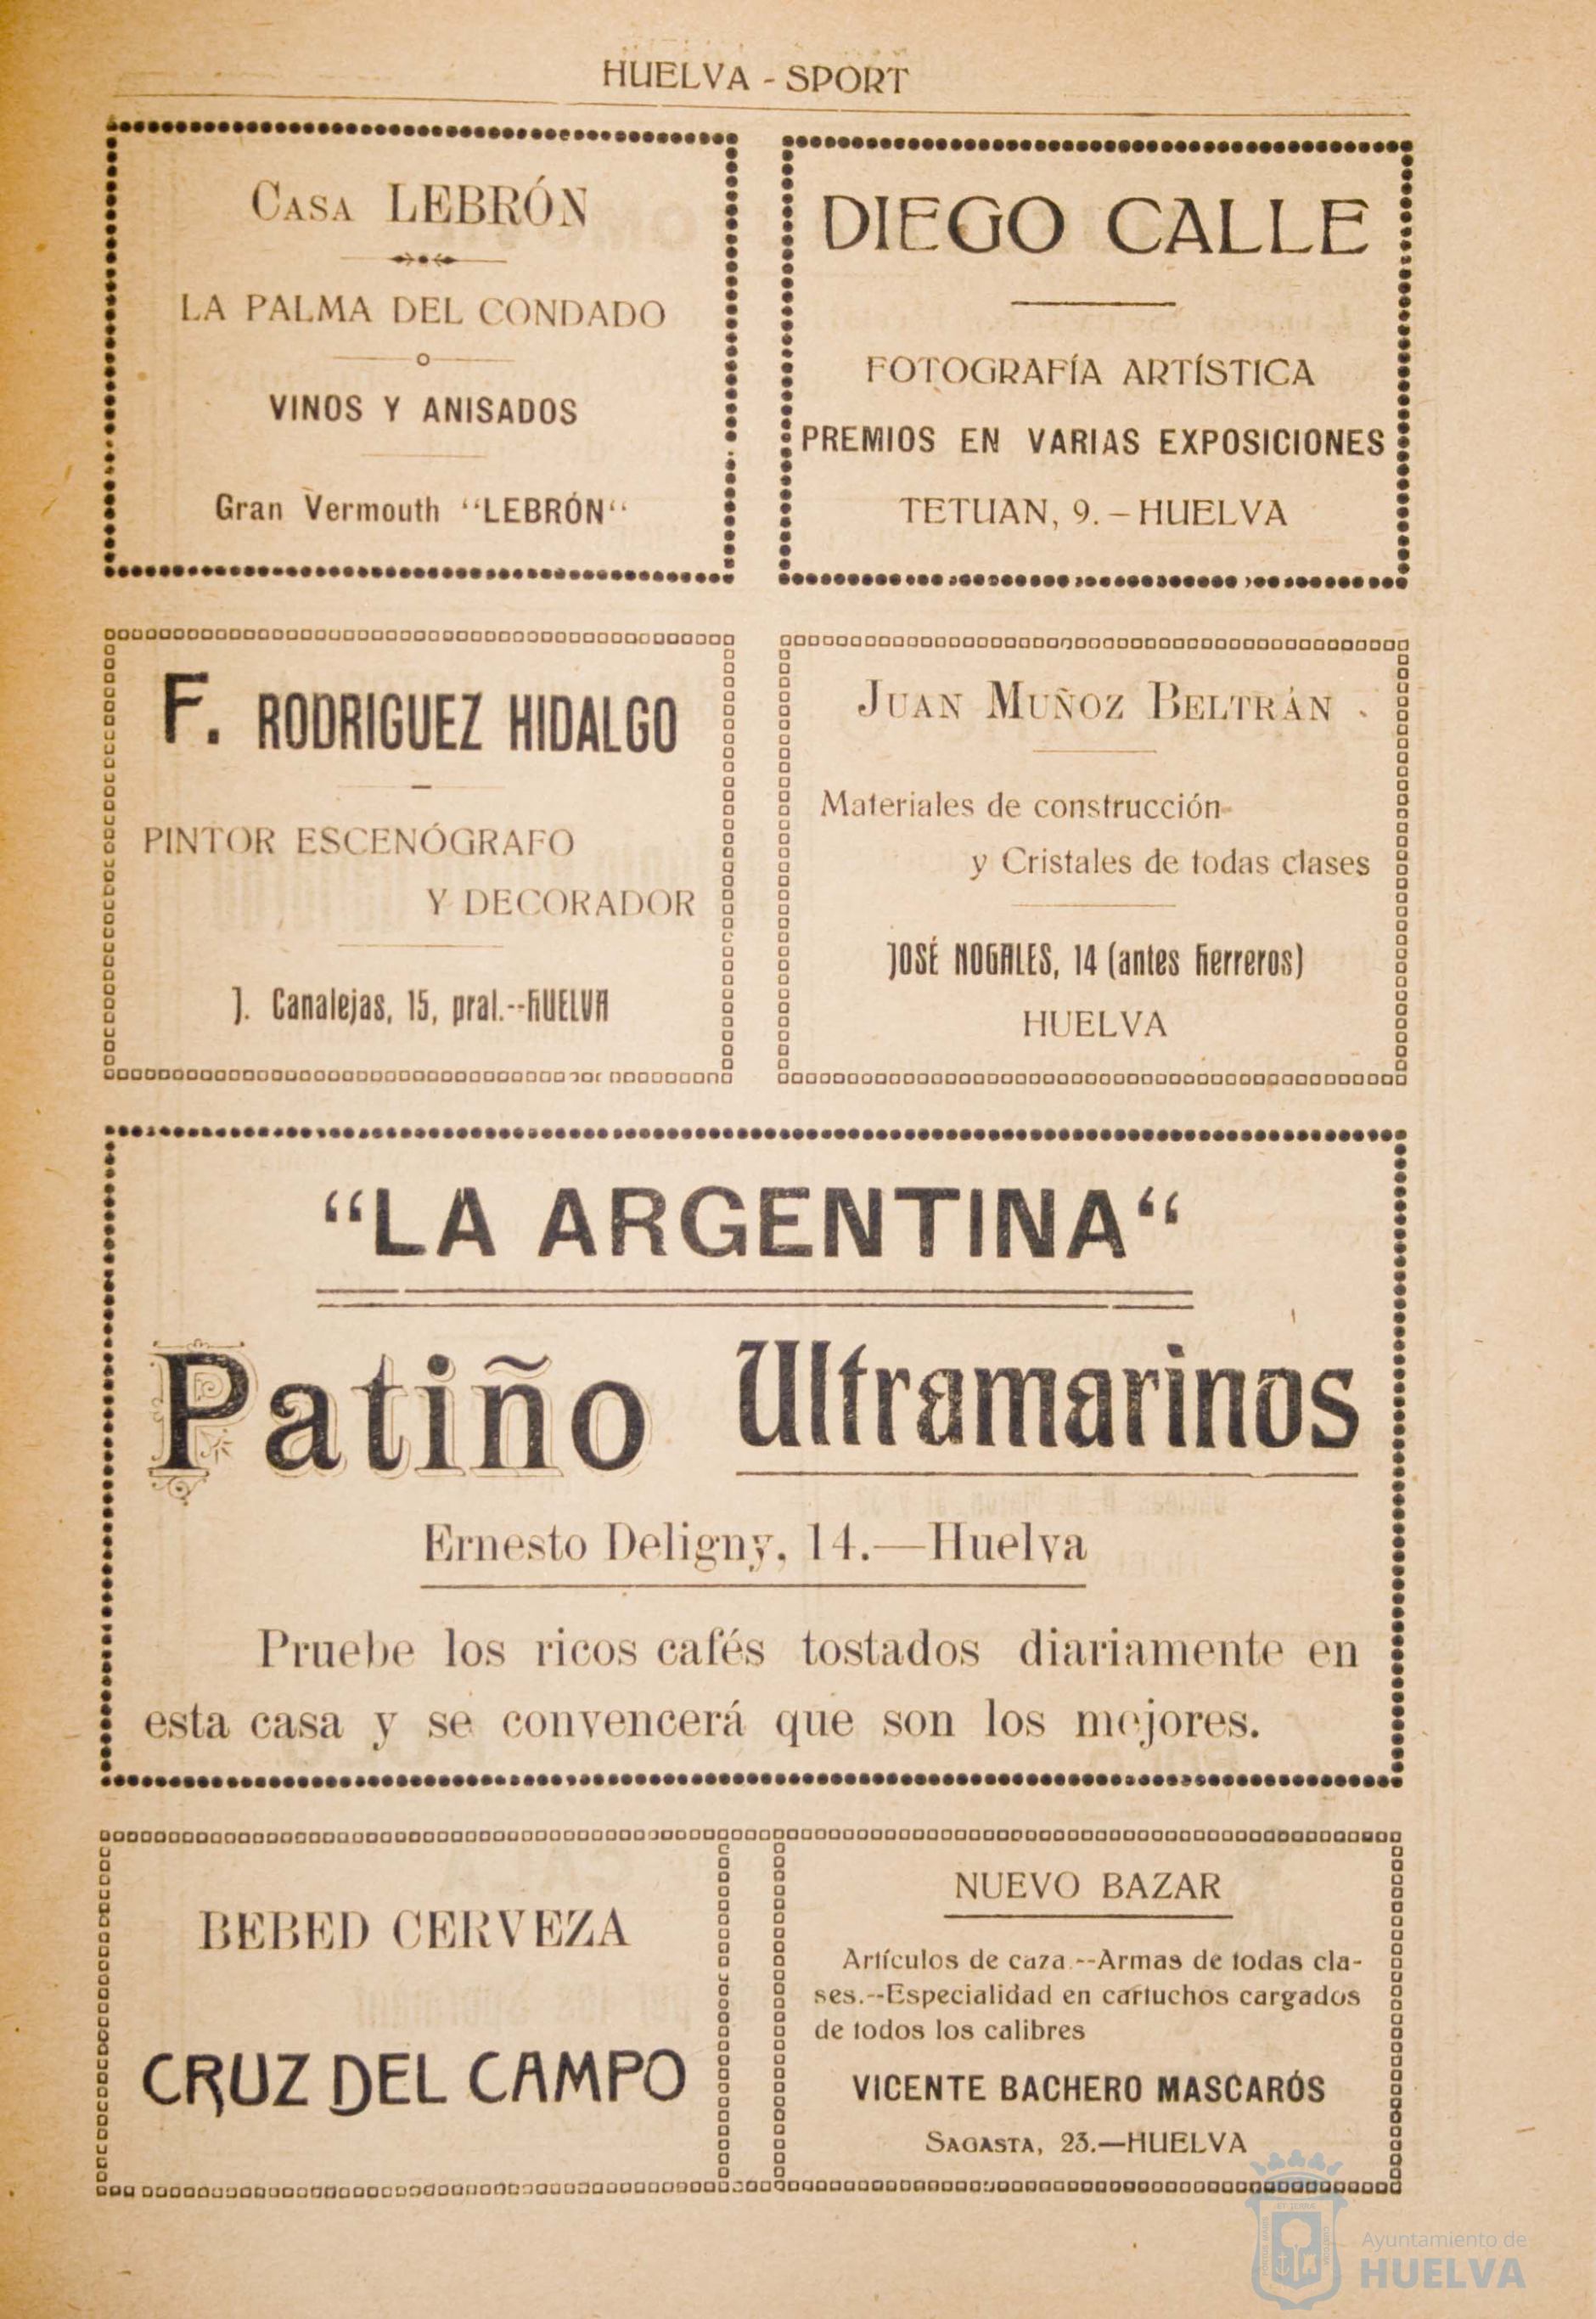 HUELVA - SPORT
CASA LEBRÓN
LA PALMA DEL CONDADO
VINOS Y ANISADOS
Gran Vermouth “LEBRÓN“
DIEGO CALLE
FOTOGRAFÍA ARTÍSTICA
PREMIOS EN VARIAS EXPOSICIONES
TETUAN, 9. – HUELVA
F. RODRIGUEZ HIDALGO
PINTOR ESCENÓGRAFO
Y DECORADOR
J. Canalejas, 15, pral.--HUELVA
JUAN MUÑOZ BELTRÁN
Materiales de construcción
y Cristales de todas clases
JOSÉ NOGALES, 14 (antes Herreros)
HUELVA
“LA ARGENTINA“
Patiño Ultramarinos
Ernesto Deligny, 14.—Huelva
Pruebe los ricos cafés tostados diariamente en
esta casa y se convencerá que son los mejores.
BEBED CERVEZA
CRUZ DEL CAMPO
NUEVO BAZAR
Artículos de caza.--Armas de todas cla-
ses.--Especialidad en cartuchos cargados
de todos los calibres
VICENTE BACHERO MASCARÓS
SAGASTA, 23.—HUELVA
Ayuntamiento de
HUELVA